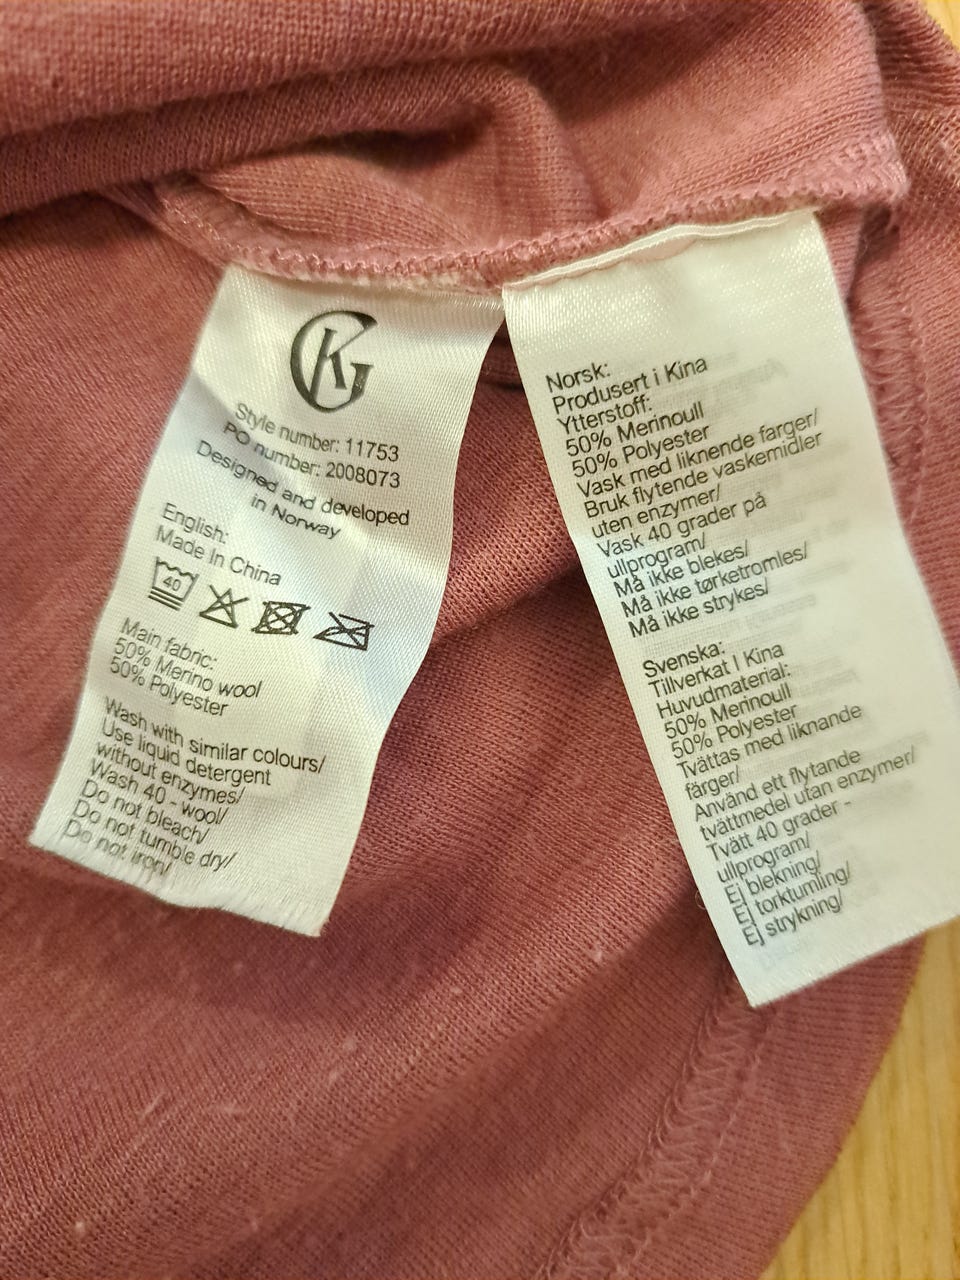 KG
Style number: 11753
PO number: 2008073
Designed and developed
in Norway
English:
Made In China
40
Main fabric:
50% Merino wool
50% Polyester
Wash with similar colours/
Use liquid detergent
without enzymes/
Wash 40 - wool/
Do not bleach/
Do not tumble dry/
Do not iron/
Norsk:
Produsert i Kina
Ytterstoff:
50% Merinoull
50% Polyester
Vask med liknende farger/
Bruk flytende vaskemidler
uten enzymer/
Vask 40 grader på
ullprogram/
Må ikke blekes/
Må ikke tørketromles/
Må ikke strykes/
Svenska:
Tillverkat I Kina
Huvudmaterial:
50% Merinoull
50% Polyester
Tvättas med liknande
färger/
Använd ett flytande
tvättmedel utan enzymer/
Tvätt 40 grader -
ullprogram/
Ej blekning/
Ej torktumling/
Ej strykning/